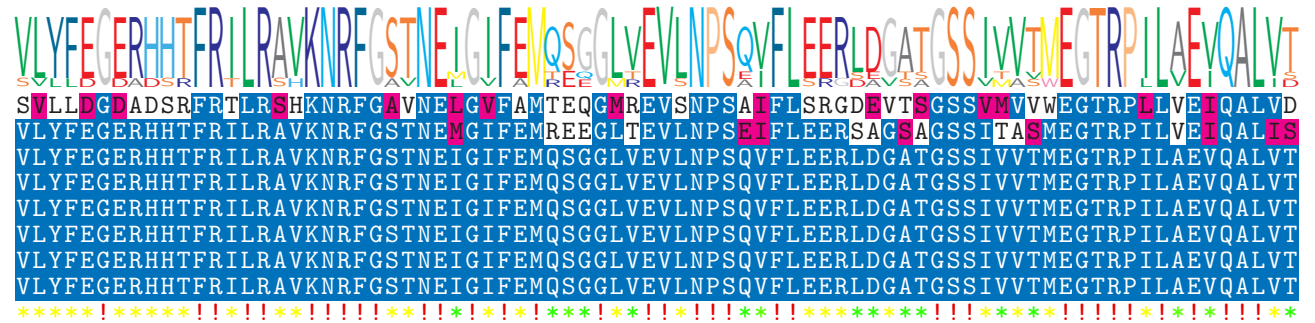 VLYFEGERHHTFRILRAVKNRFGSTNEIGIFEMQSGGLVEVLNPSQVFLEERLDGATGSSIVVTMEGTRPILAEVQALVT
SVLLDGDADSRFRTLRSHKNRFGAVNELGVFAMTEQGMREVSNPSAIFLSRGDEVTSGSSVMVVWEGTRPLLVEIQALVD
VLYFEGERHHTFRILRAVKNRFGSTNEMGIFEMREEGLTEVLNPSEIFLEERSAGSAGSSITASMEGTRPILVEIQALIS
VLYFEGERHHTFRILRAVKNRFGSTNEIGIFEMQSGGLVEVLNPSQVFLEERLDGATGSSIVVTMEGTRPILAEVQALVT
VLYFEGERHHTFRILRAVKNRFGSTNEIGIFEMQSGGLVEVLNPSQVFLEERLDGATGSSIVVTMEGTRPILAEVQALVT
VLYFEGERHHTFRILRAVKNRFGSTNEIGIFEMQSGGLVEVLNPSQVFLEERLDGATGSSIVVTMEGTRPILAEVQALVT
VLYFEGERHHTFRILRAVKNRFGSTNEIGIFEMQSGGLVEVLNPSQVFLEERLDGATGSSIVVTMEGTRPILAEVQALVT
VLYFEGERHHTFRILRAVKNRFGSTNEIGIFEMQSGGLVEVLNPSQVFLEERLDGATGSSIVVTMEGTRPILAEVQALVT
VLYFEGERHHTFRILRAVKNRFGSTNEIGIFEMQSGGLVEVLNPSQVFLEERLDGATGSSIVVTMEGTRPILAEVQALVT
*****!*****!!*!!**!!!!!**!!*!*!*!***!**!!*!!!**!!********!!!*****!!!!!*!*!*!!!**